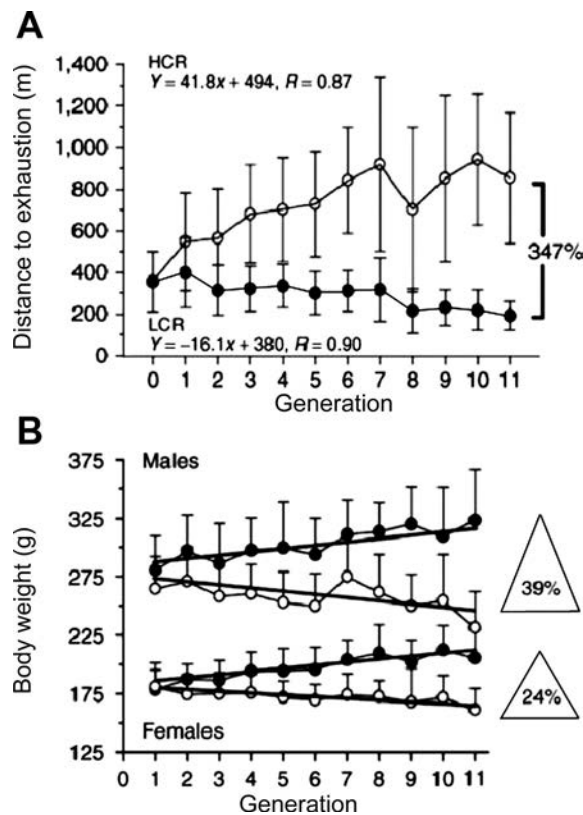 A
Distance to exhaustion (m)
1,400
1,200
1,000
800
600
400
200
0
HCR
Y = 41.8x + 494, R = 0.87
347%
LCR
Y = −16.1x + 380, R = 0.90
0 1 2 3 4 5 6 7 8 9 10 11
Generation
B
Body weight (g)
375
325
275
225
175
125
Males
39%
24%
Females
0 1 2 3 4 5 6 7 8 9 10 11
Generation